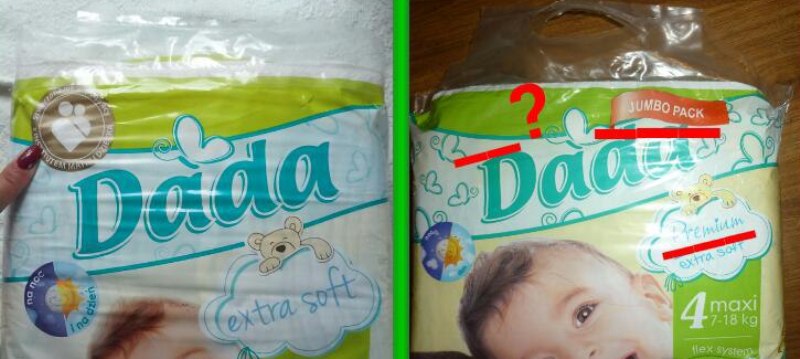 Dada
extra soft
na noc
i na dzień
?
JUMBO PACK
Dada
Premium
extra soft
4 maxi
7-18 kg
flex system